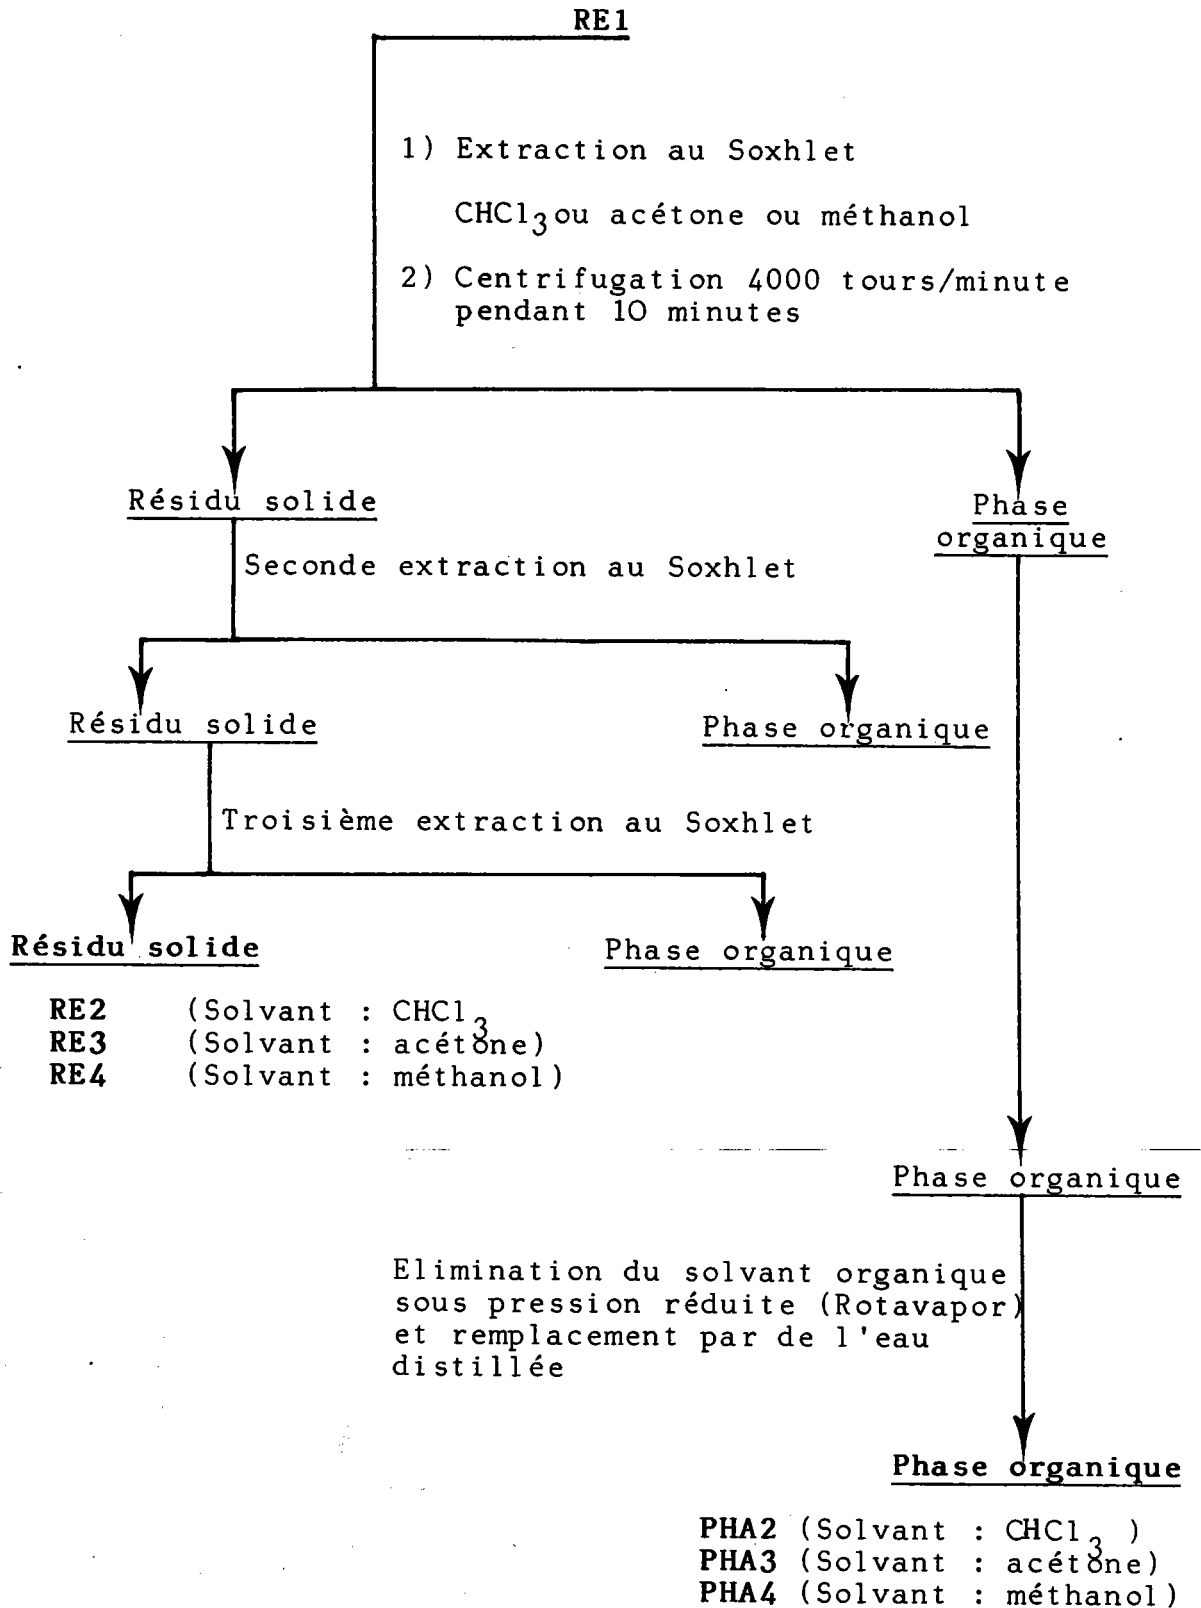 RE1
1) Extraction au Soxhlet
CHCl3 ou acétone ou méthanol
2) Centrifugation 4000 tours/minute
pendant 10 minutes
Résidu solide
Phase
organique
Seconde extraction au Soxhlet
Résidu solide
Phase organique
Troisième extraction au Soxhlet
Résidu solide
Phase organique
RE2 (Solvant : CHCl3
RE3 (Solvant : acétone)
RE4 (Solvant : méthanol)
Phase organique
Elimination du solvant organique
sous pression réduite (Rotavapor)
et remplacement par de l'eau
distillée
Phase organique
PHA2 (Solvant : CHCl3 )
PHA3 (Solvant : acétone)
PHA4 (Solvant : méthanol)